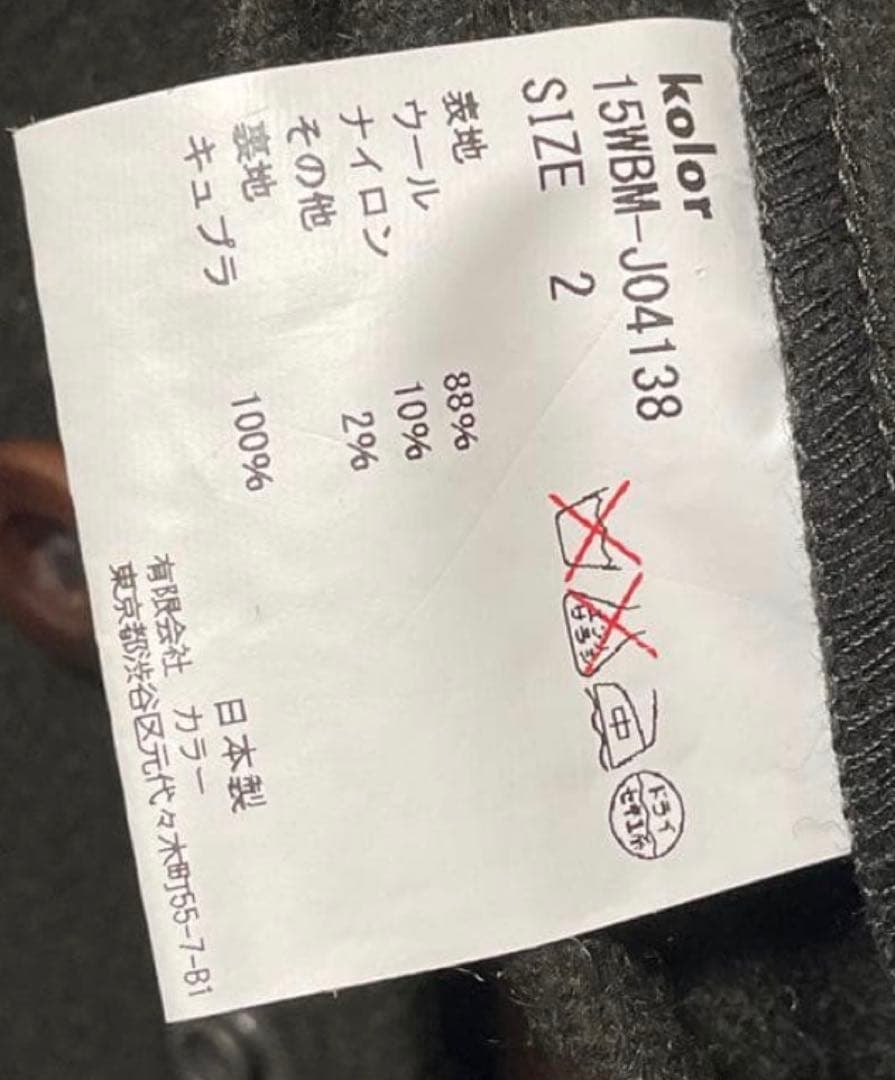 kolor
15WBM-J04138
SIZE 2
中
ドライ
セキユ系
表地
ウール 88%
ナイロン 10%
その他 2%
裏地
キュプラ 100%
日本製
有限会社 カラー
東京都渋谷区元代々木町55-7-B1